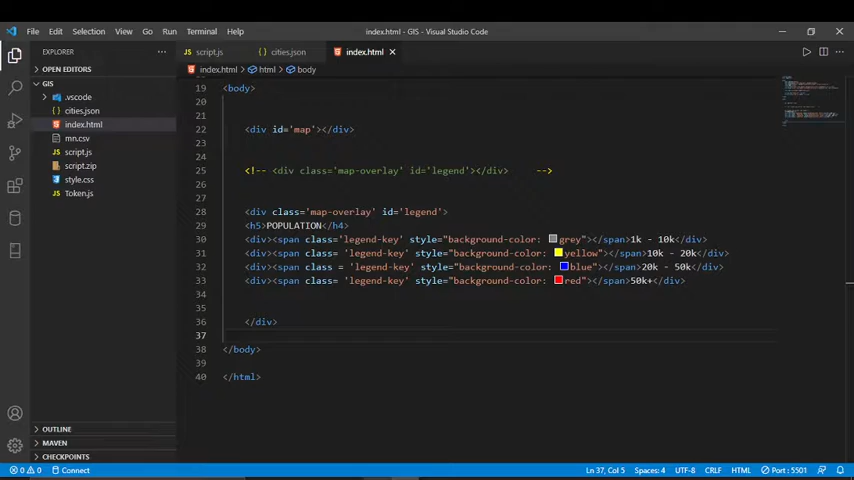 File Edit Selection View Go Run Terminal Help index.html - GIS - Visual Studio Code
EXPLORER ... script.js cities.json index.html
OPEN EDITORS index.html > html > body
GIS
.vscode
cities.json
index.html
mn.csv
script.js
script.zip
style.css
Token.js
OUTLINE
MAVEN
CHECKPOINTS
19 <body>
20
21
22 <div id='map'></div>
23
24
25 <!-- <div class='map-overlay' id='legend'></div> -->
26
27
28 <div class='map-overlay' id='legend'>
29 <h5>POPULATION</h4>
30 <div><span class='legend-key' style="background-color: grey"></span>1k - 10k</div>
31 <div><span class= 'legend-key' style="background-color: yellow"></span>10k - 20k</div>
32 <div><span class = 'legend-key' style="background-color: blue"></span>20k - 50k</div>
33 <div><span class= 'legend-key' style="background-color: red"></span>50k+</div>
34
35
36 </div>
37
38 </body>
39
40 </html>
0 0 Connect Ln 37, Col 5 Spaces: 4 UTF-8 CRLF HTML Port : 5501